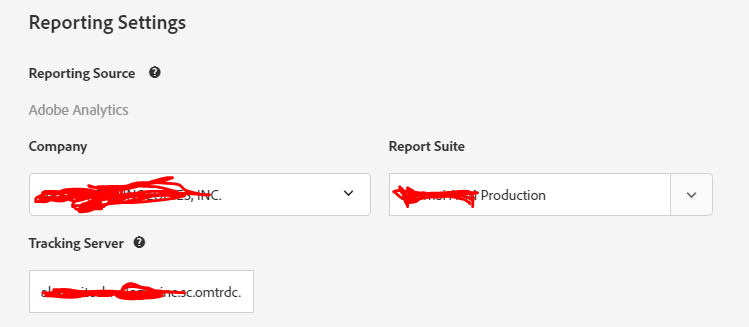 Reporting Settings
Reporting Source
Adobe Analytics
Company
Report Suite
INC.
Production
Tracking Server
sc.omtrdc.